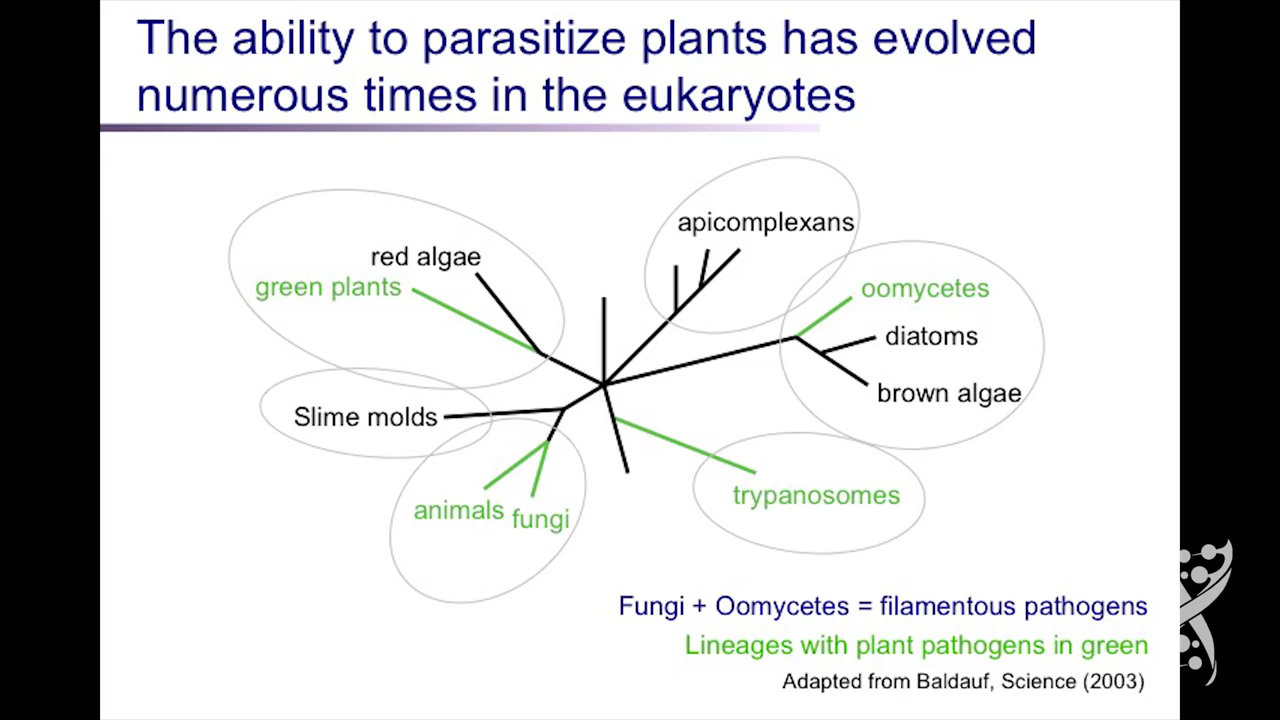 The ability to parasitize plants has evolved
numerous times in the eukaryotes
apicomplexans
red algae
green plants
oomycetes
diatoms
brown algae
Slime molds
trypanosomes
animals
fungi
Fungi + Oomycetes = filamentous pathogens
Lineages with plant pathogens in green
Adapted from Baldauf, Science (2003)